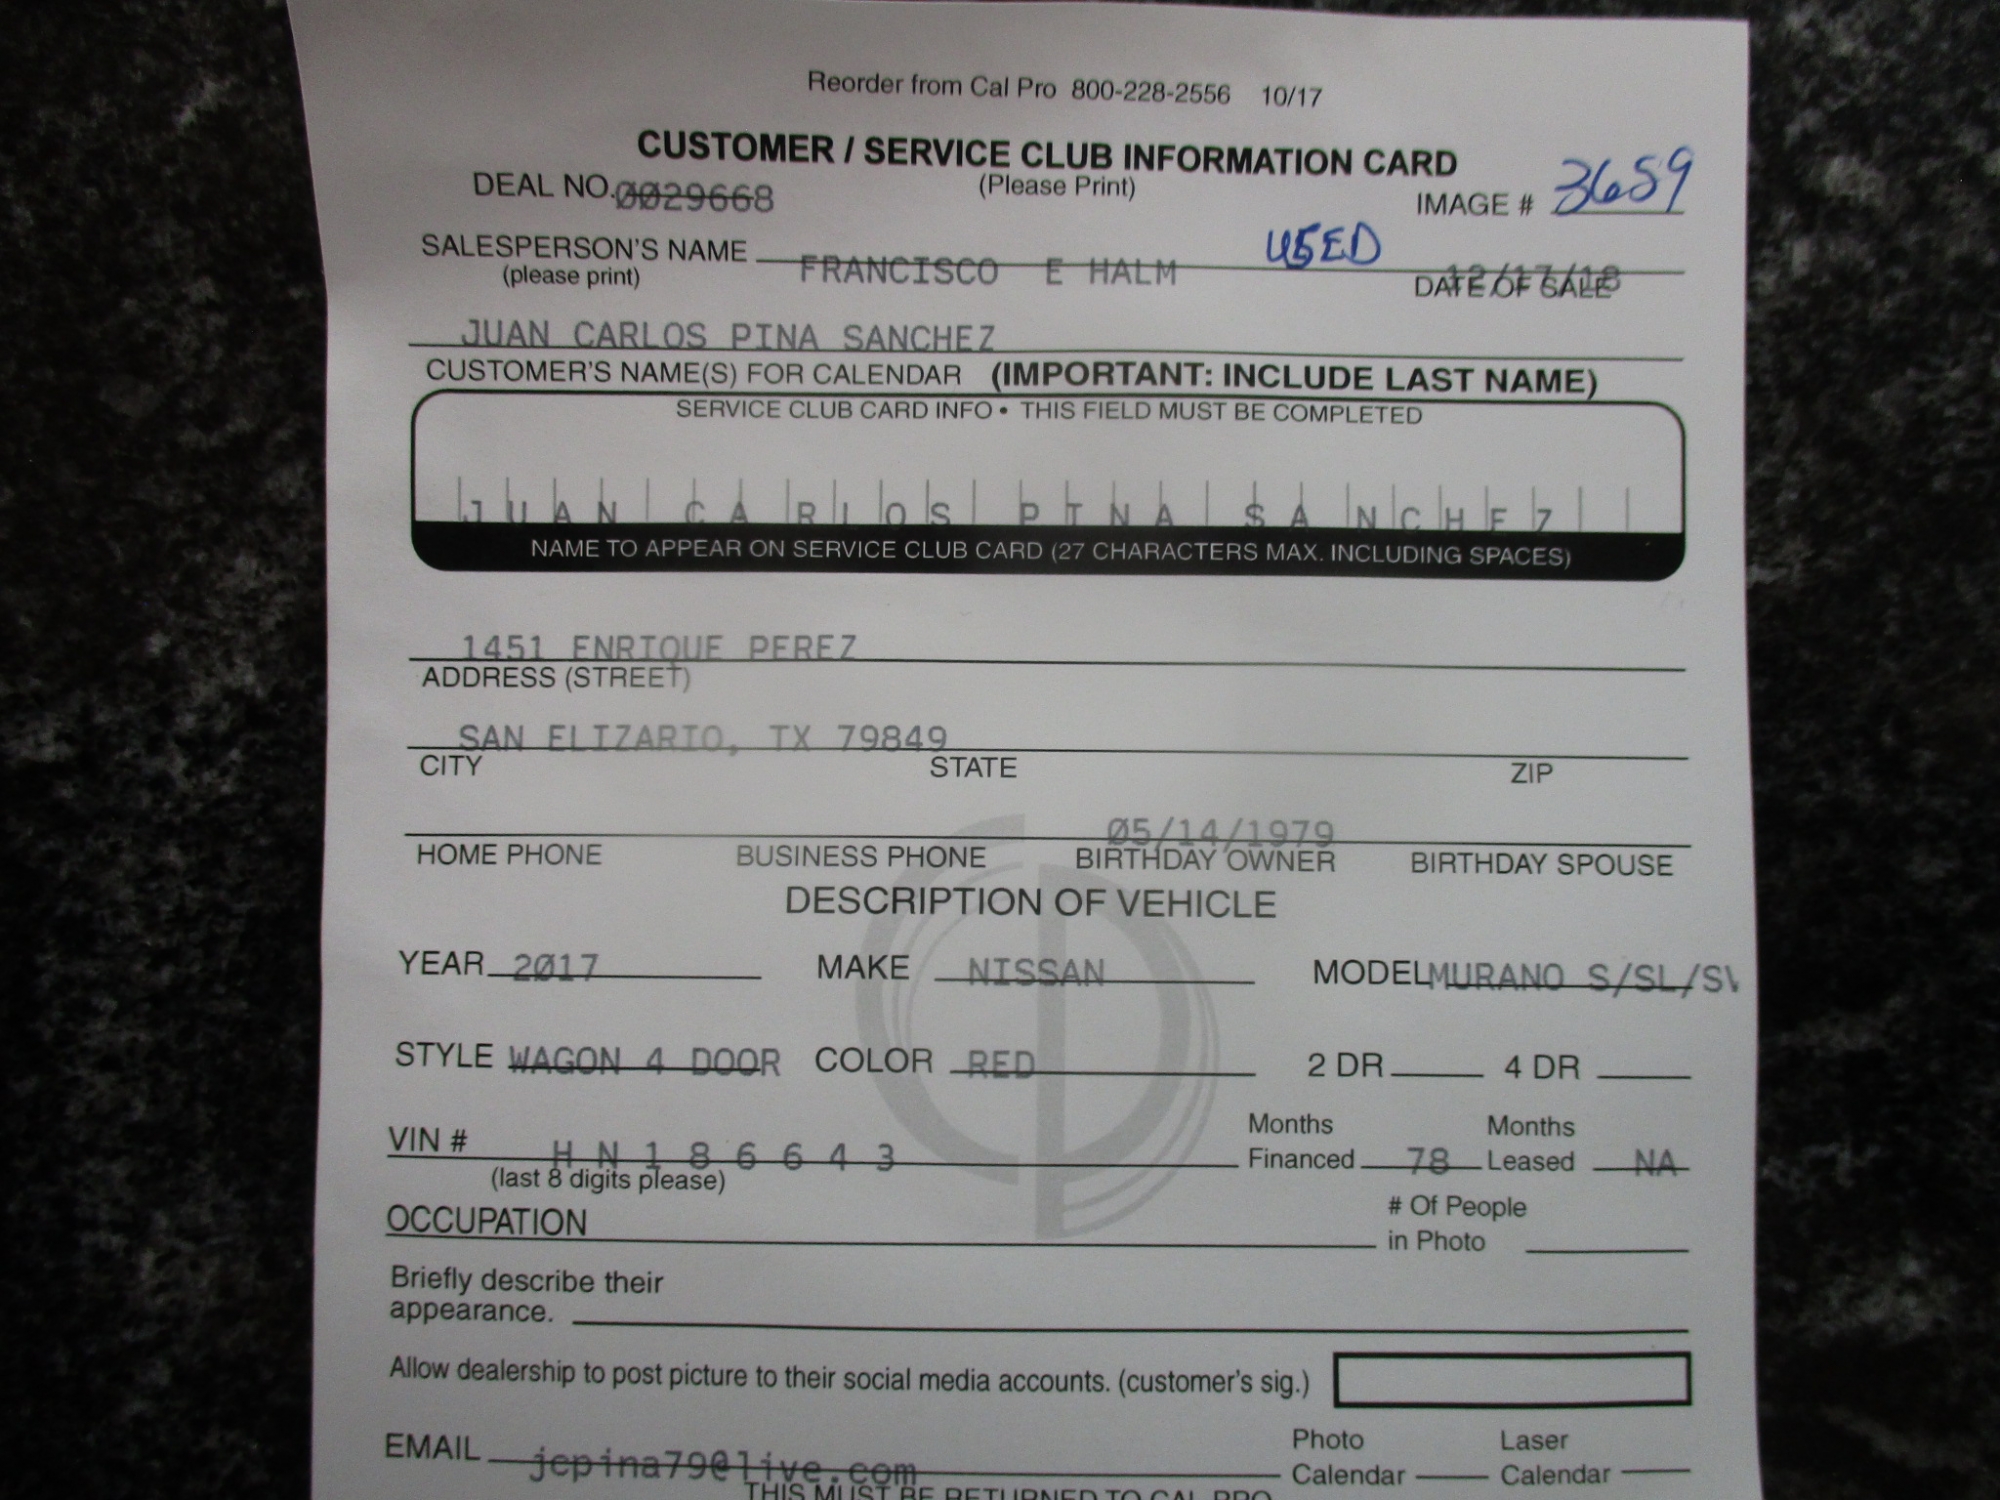 Reorder from Cal Pro 800-228-2556 10/17
CUSTOMER / SERVICE CLUB INFORMATION CARD
DEAL NO. 0029668 (Please Print) IMAGE # 3659
SALESPERSON'S NAME FRANCISCO E HALM USED 12/17/18
(please print) DATE OF SALE
JUAN CARLOS PINA SANCHEZ
CUSTOMER'S NAME(S) FOR CALENDAR (IMPORTANT: INCLUDE LAST NAME)
SERVICE CLUB CARD INFO • THIS FIELD MUST BE COMPLETED
JUAN CARLOS PINA SANCHEZ
NAME TO APPEAR ON SERVICE CLUB CARD (27 CHARACTERS MAX. INCLUDING SPACES)
1451 ENRIQUE PEREZ
ADDRESS (STREET)
SAN ELIZARIO, TX 79849
CITY STATE ZIP
05/14/1979
HOME PHONE BUSINESS PHONE BIRTHDAY OWNER BIRTHDAY SPOUSE
DESCRIPTION OF VEHICLE
YEAR 2017 MAKE NISSAN MODEL MURANO S/SL/SV
STYLE WAGON 4 DOOR COLOR RED 2 DR 4 DR
VIN # HN186643 Months Financed 78 Months Leased NA
(last 8 digits please)
OCCUPATION # Of People in Photo
Briefly describe their
appearance.
Allow dealership to post picture to their social media accounts. (customer's sig.)
EMAIL jcpina79@live.com Photo Calendar Laser Calendar
THIS MUST BE RETURNED TO CAL PRO